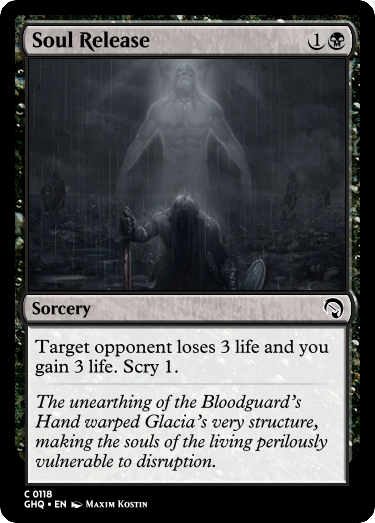 Soul Release 1
Sorcery
Target opponent loses 3 life and you
gain 3 life. Scry 1.
The unearthing of the Bloodguard's
Hand warped Glacia's very structure,
making the souls of the living perilously
vulnerable to disruption.
C 0118
GHQ • EN Maxim Kostin